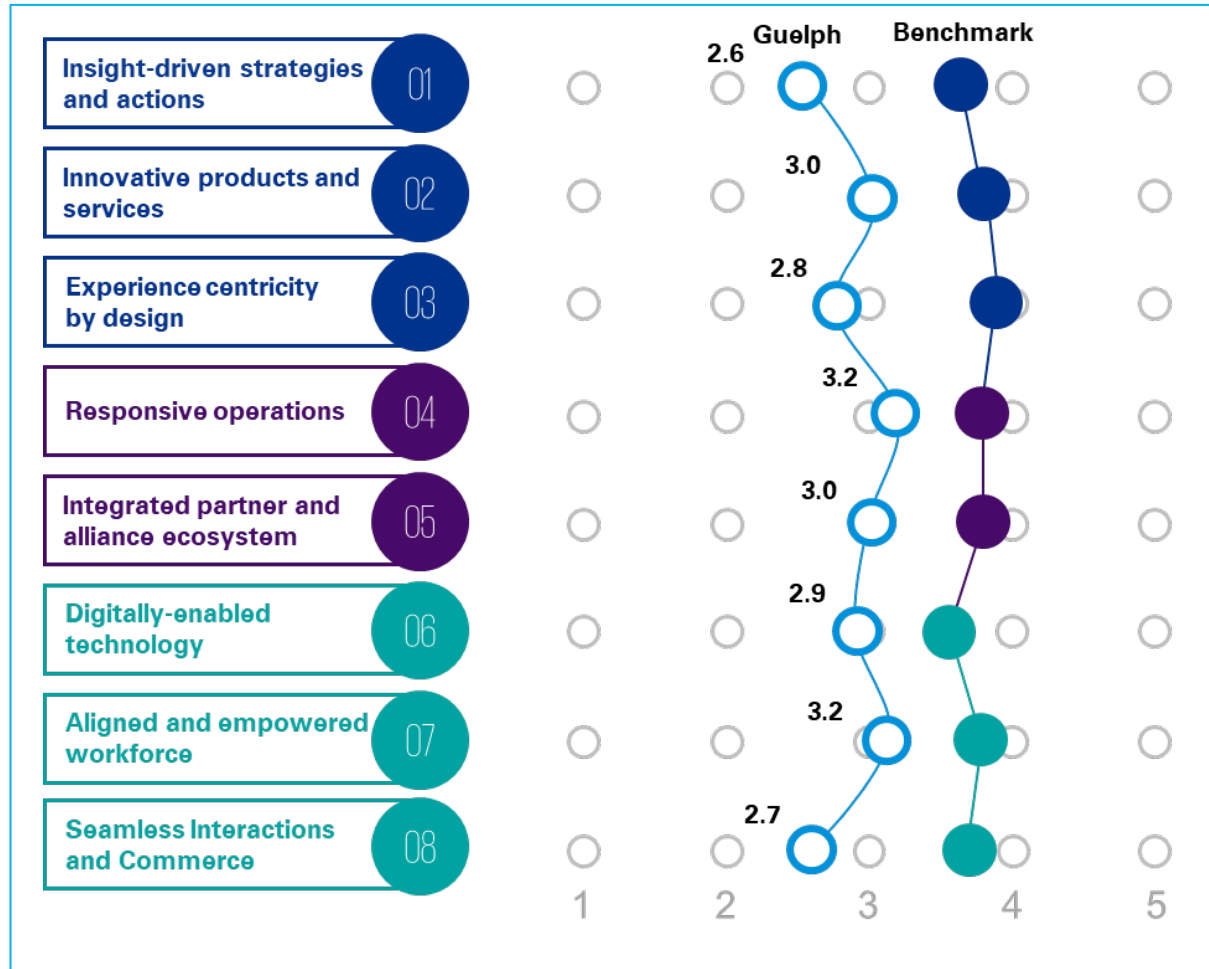 Guelph
Benchmark
Insight-driven strategies
and actions
01
2.6
Innovative products and
services
02
3.0
Experience centricity
by design
03
2.8
Responsive operations
04
3.2
Integrated partner and
alliance ecosystem
05
3.0
Digitally-enabled
technology
06
2.9
Aligned and empowered
workforce
07
3.2
Seamless Interactions
and Commerce
08
2.7
1
2
3
4
5